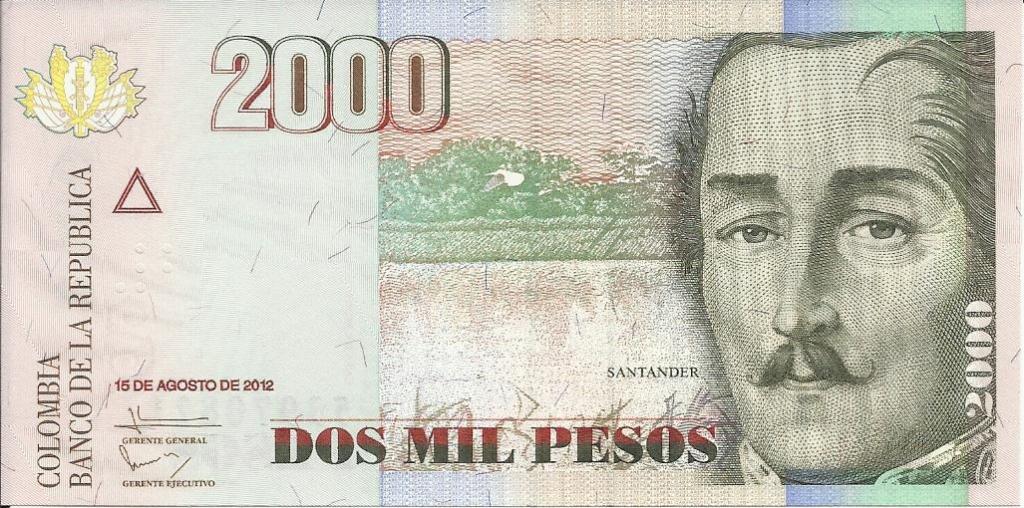 2000
COLOMBIA
BANCO DE LA REPUBLICA
15 DE AGOSTO DE 2012
GERENTE GENERAL
GERENTE EJECUTIVO
SANTANDER
DOS MIL PESOS
2000